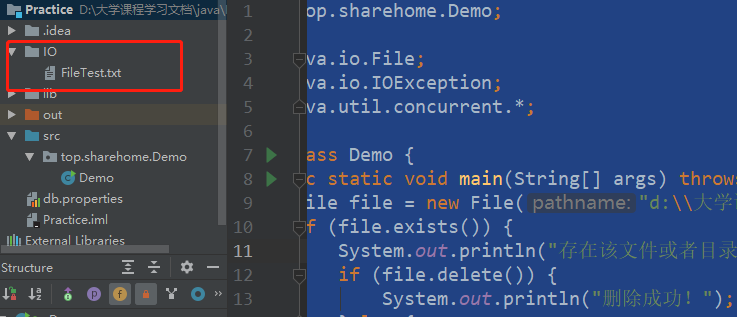 Practice D:\大学课程学习文档\java\
.idea
IO
FileTest.txt
lib
out
src
top.sharehome.Demo
Demo
db.properties
Practice.iml
External Libraries
Structure
1 top.sharehome.Demo;
2
3 va.io.File;
4 va.io.IOException;
5 va.util.concurrent.*;
6
7 ass Demo {
8 c static void main(String[] args) throws
9 ile file = new File( pathname: "d:\\大学
10 f (file.exists()) {
11 System.out.println("存在该文件或者目录
12 if (file.delete()) {
13 System.out.println("删除成功！");